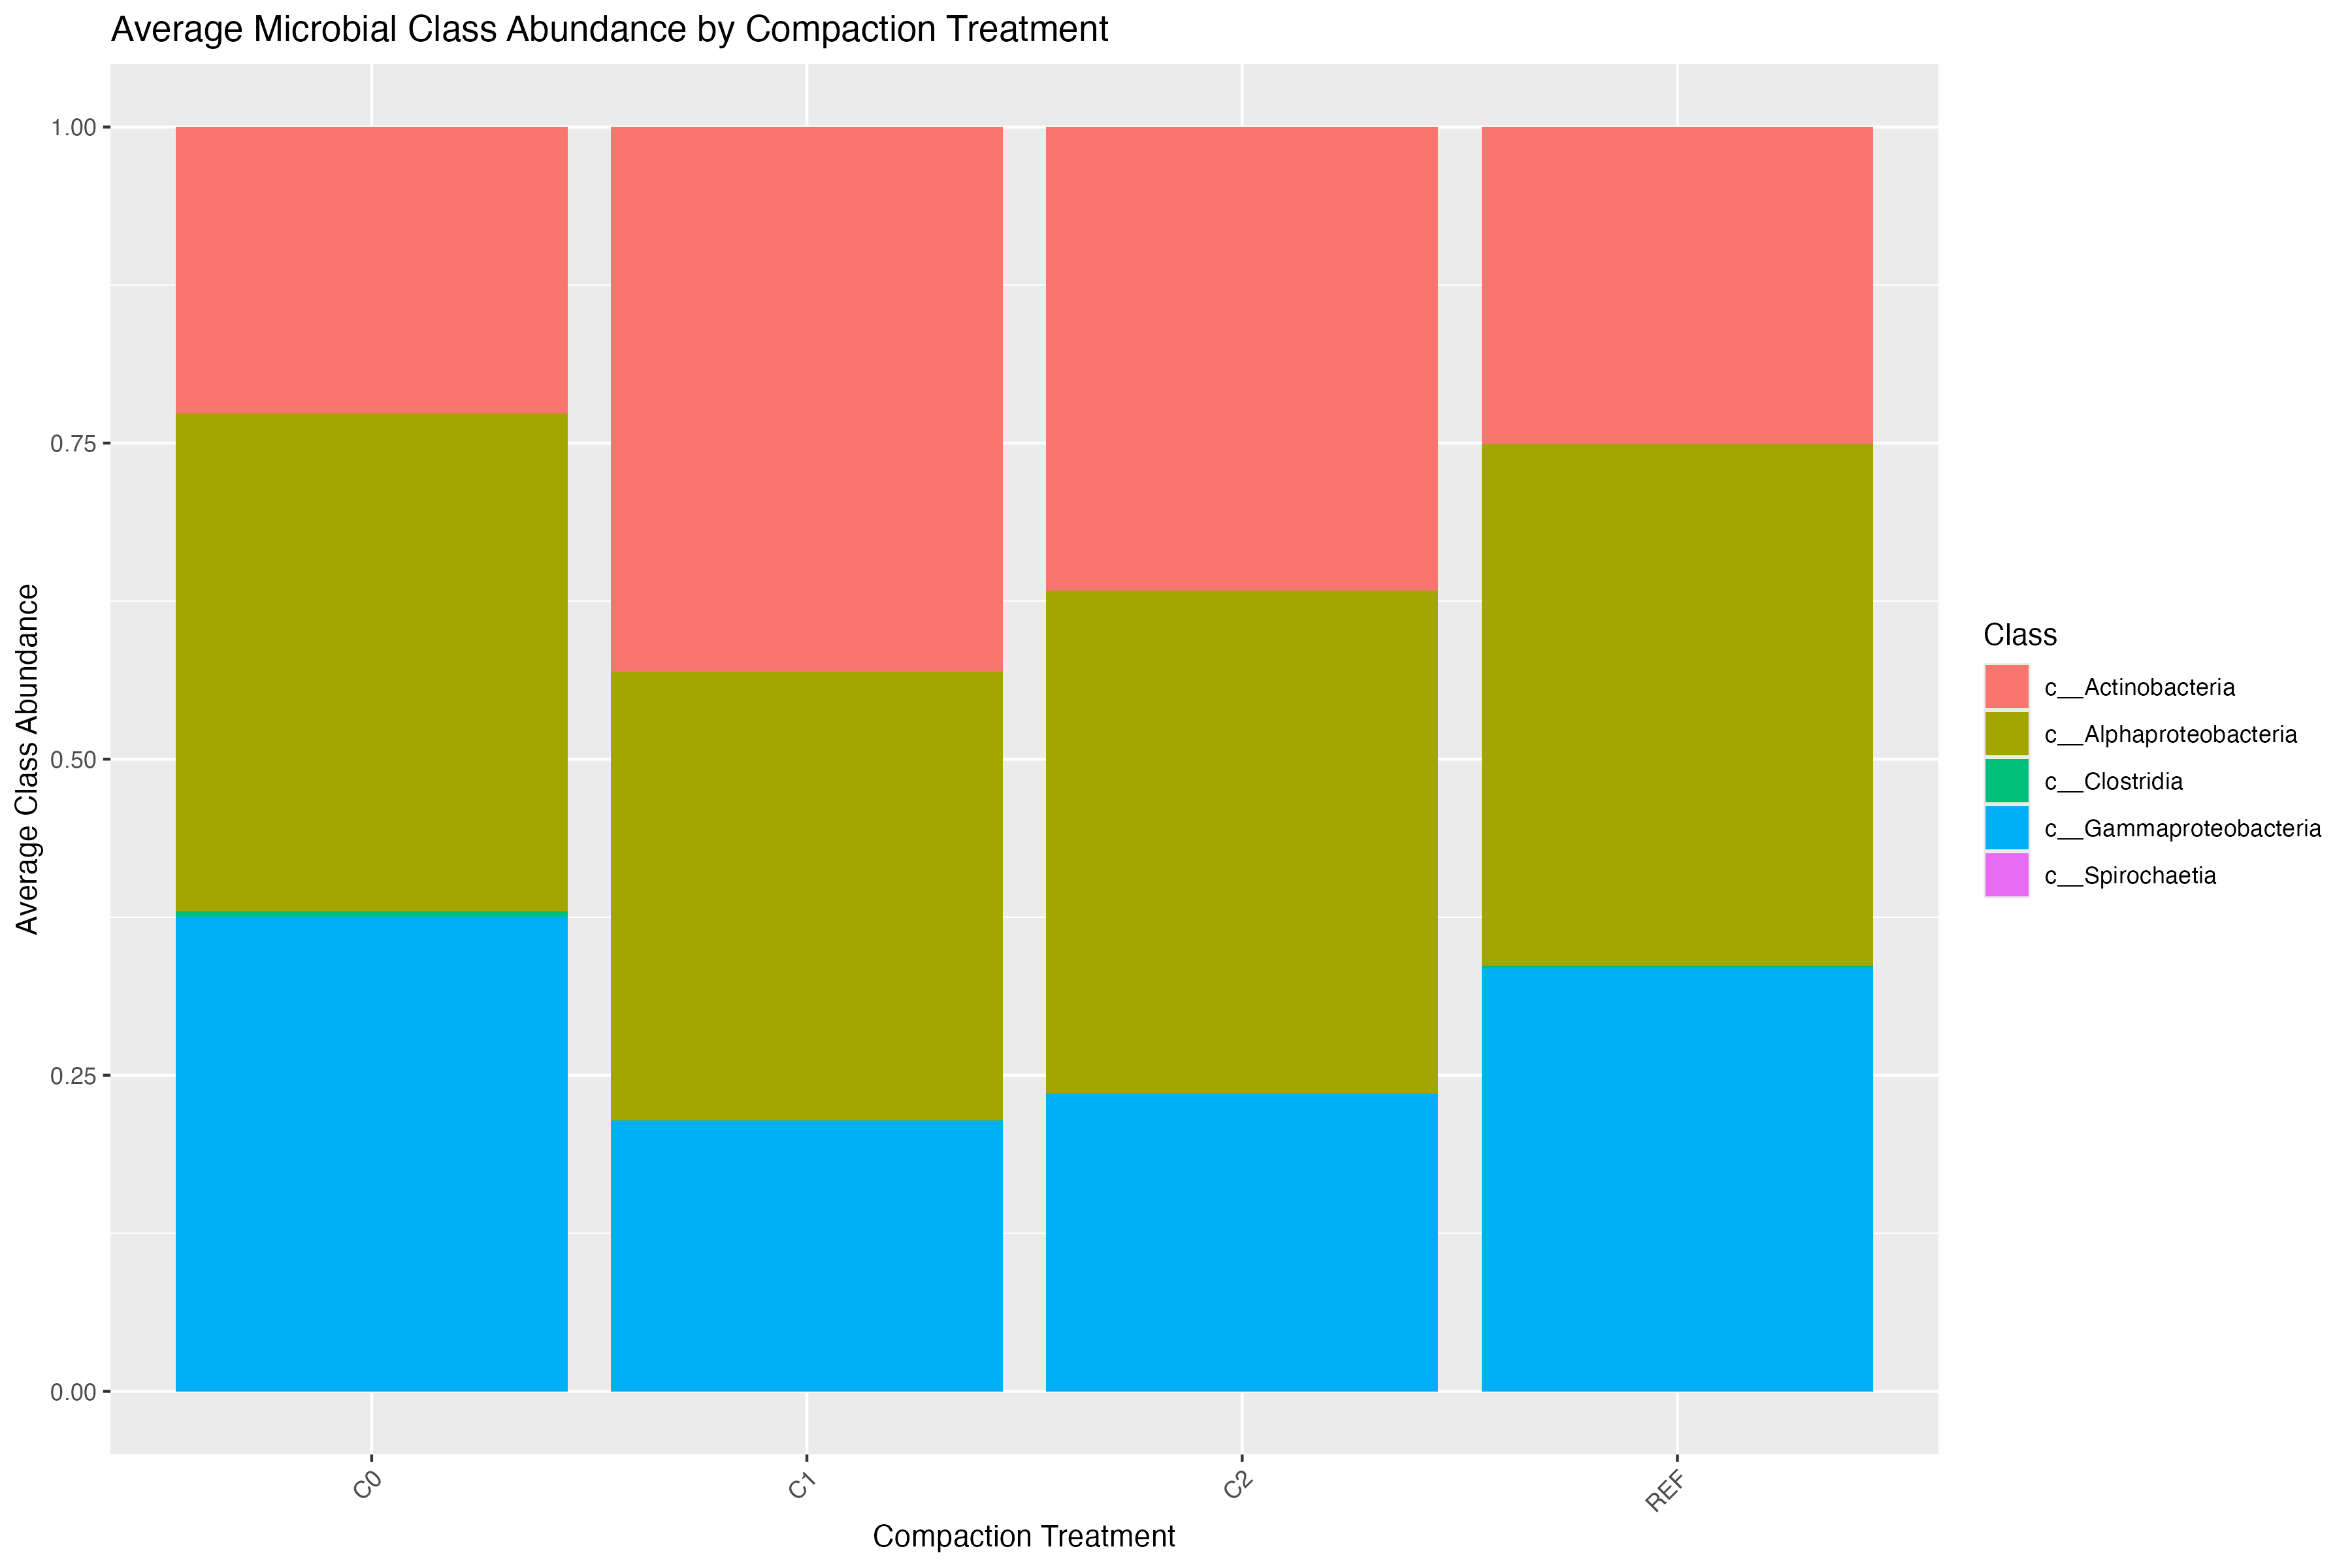 Average Microbial Class Abundance by Compaction Treatment
1.00
0.75
0.50
0.25
0.00
Average Class Abundance
C0
C1
C2
REF
Compaction Treatment
Class
c__Actinobacteria
c__Alphaproteobacteria
c__Clostridia
c__Gammaproteobacteria
c__Spirochaetia